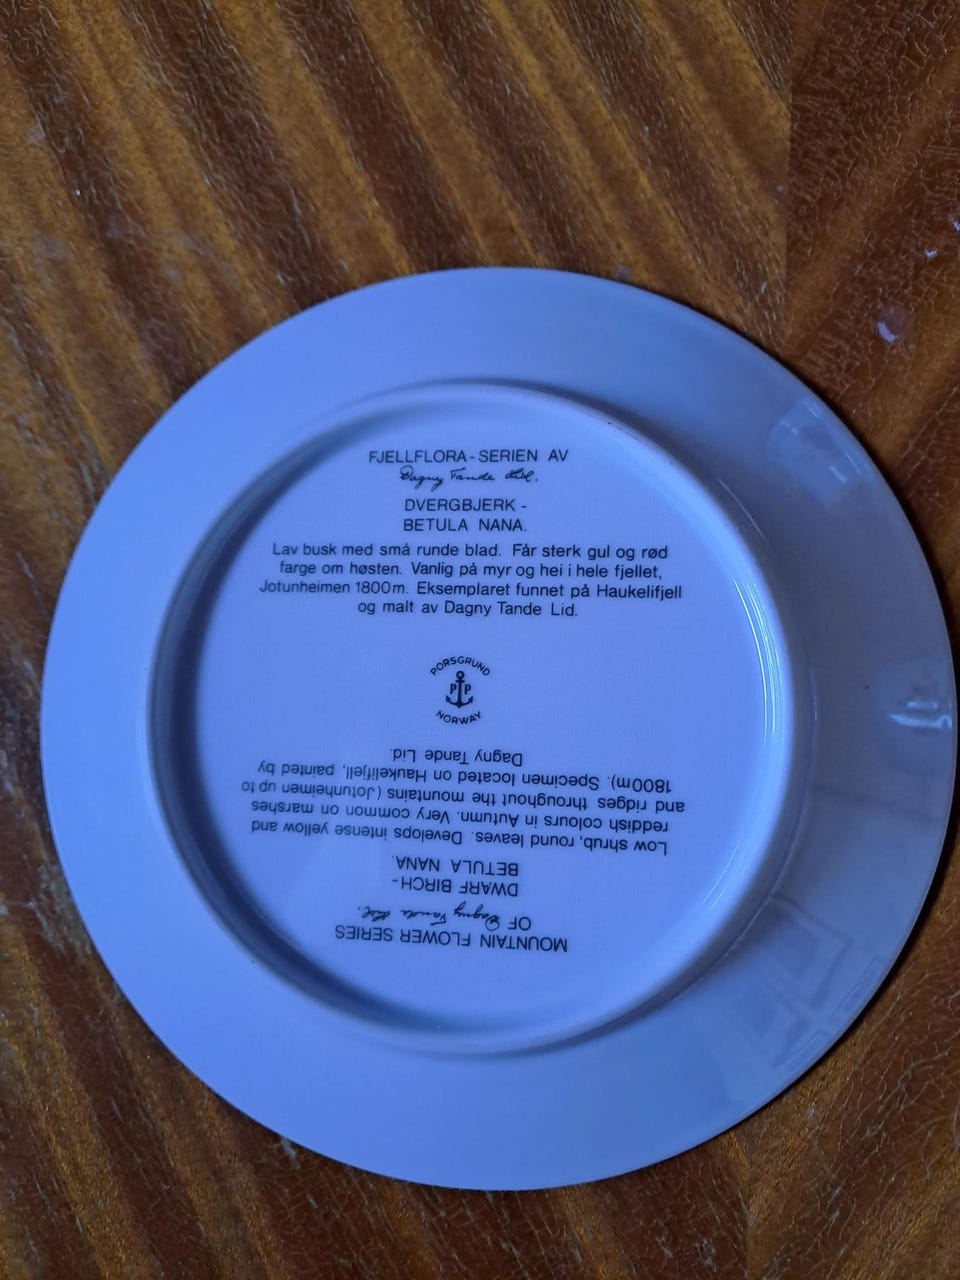 FJELLFLORA-SERIEN AV
Dagny Tande Lid.
DVERGBJERK -
BETULA NANA.
Lav busk med små runde blad. Får sterk gul og rød
farge om høsten. Vanlig på myr og hei i hele fjellet,
Jotunheimen 1800m. Eksemplaret funnet på Haukelifjell
og malt av Dagny Tande Lid.
PORSGRUND
P P
NORWAY
MOUNTAIN FLOWER SERIES
OF Dagny Tande Lid.
DWARF BIRCH-
BETULA NANA.
Low shrub, round leaves. Develops intense yellow and
reddish colours in Autumn. Very common on marshes
and ridges throughout the mountains (Jotunheimen up to
1800m). Specimen located on Haukelifjell, painted by
Dagny Tande Lid.